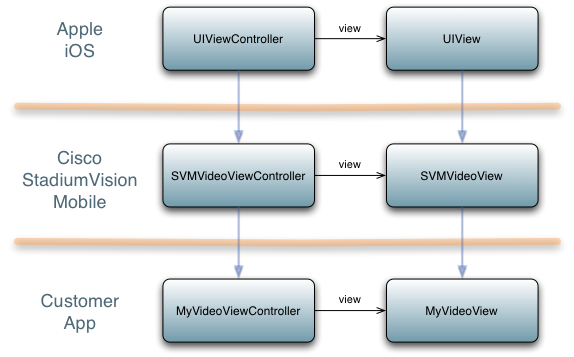 Apple
iOS
UIViewController
view
UIView
Cisco
StadiumVision
Mobile
SVMVideoViewController
view
SVMVideoView
Customer
App
MyVideoViewController
view
MyVideoView